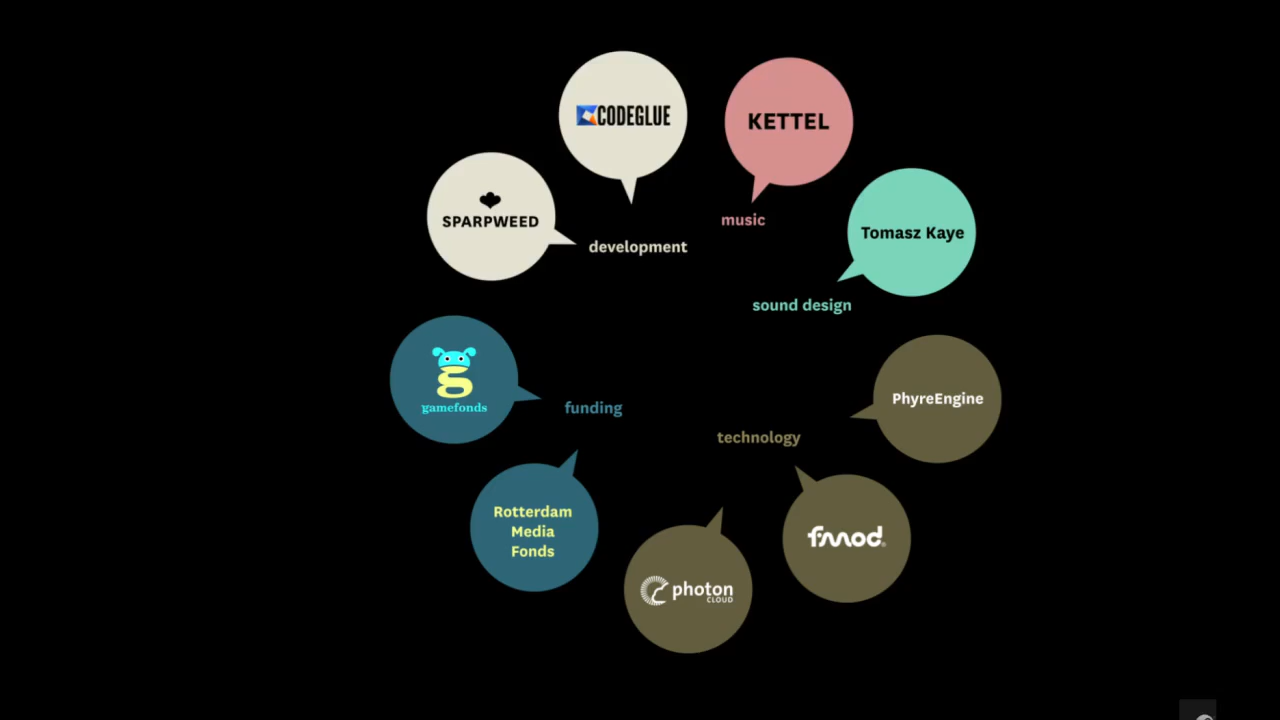 CODEGLUE
KETTEL
SPARPWEED
music
Tomasz Kaye
development
sound design
gamefonds
funding
PhyreEngine
technology
Rotterdam
Media
Fonds
fmod
photon
CLOUD